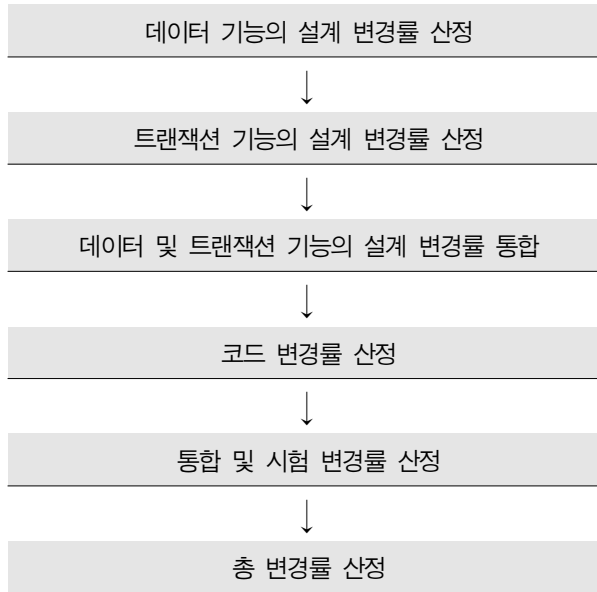 데이터 기능의 설계 변경률 산정
↓
트랜잭션 기능의 설계 변경률 산정
↓
데이터 및 트랜잭션 기능의 설계 변경률 통합
↓
코드 변경률 산정
↓
통합 및 시험 변경률 산정
↓
총 변경률 산정